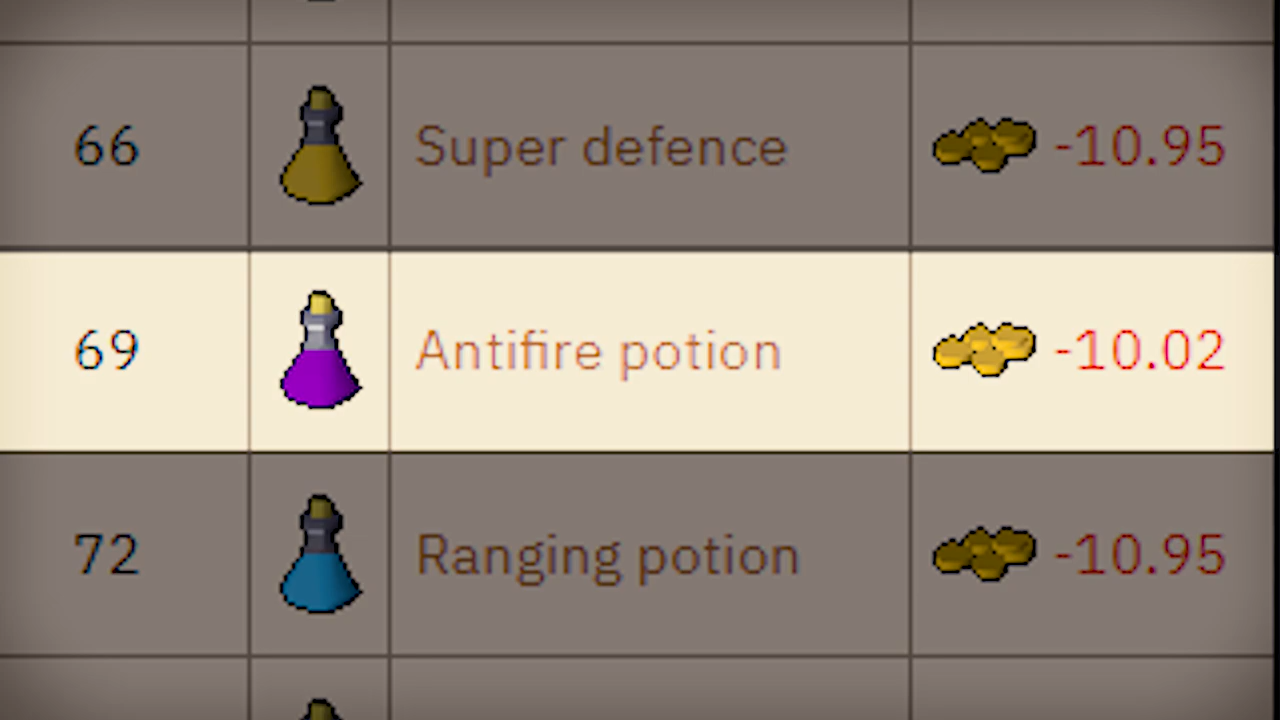 66 Super defence -10.95
69 Antifire potion -10.02
72 Ranging potion -10.95